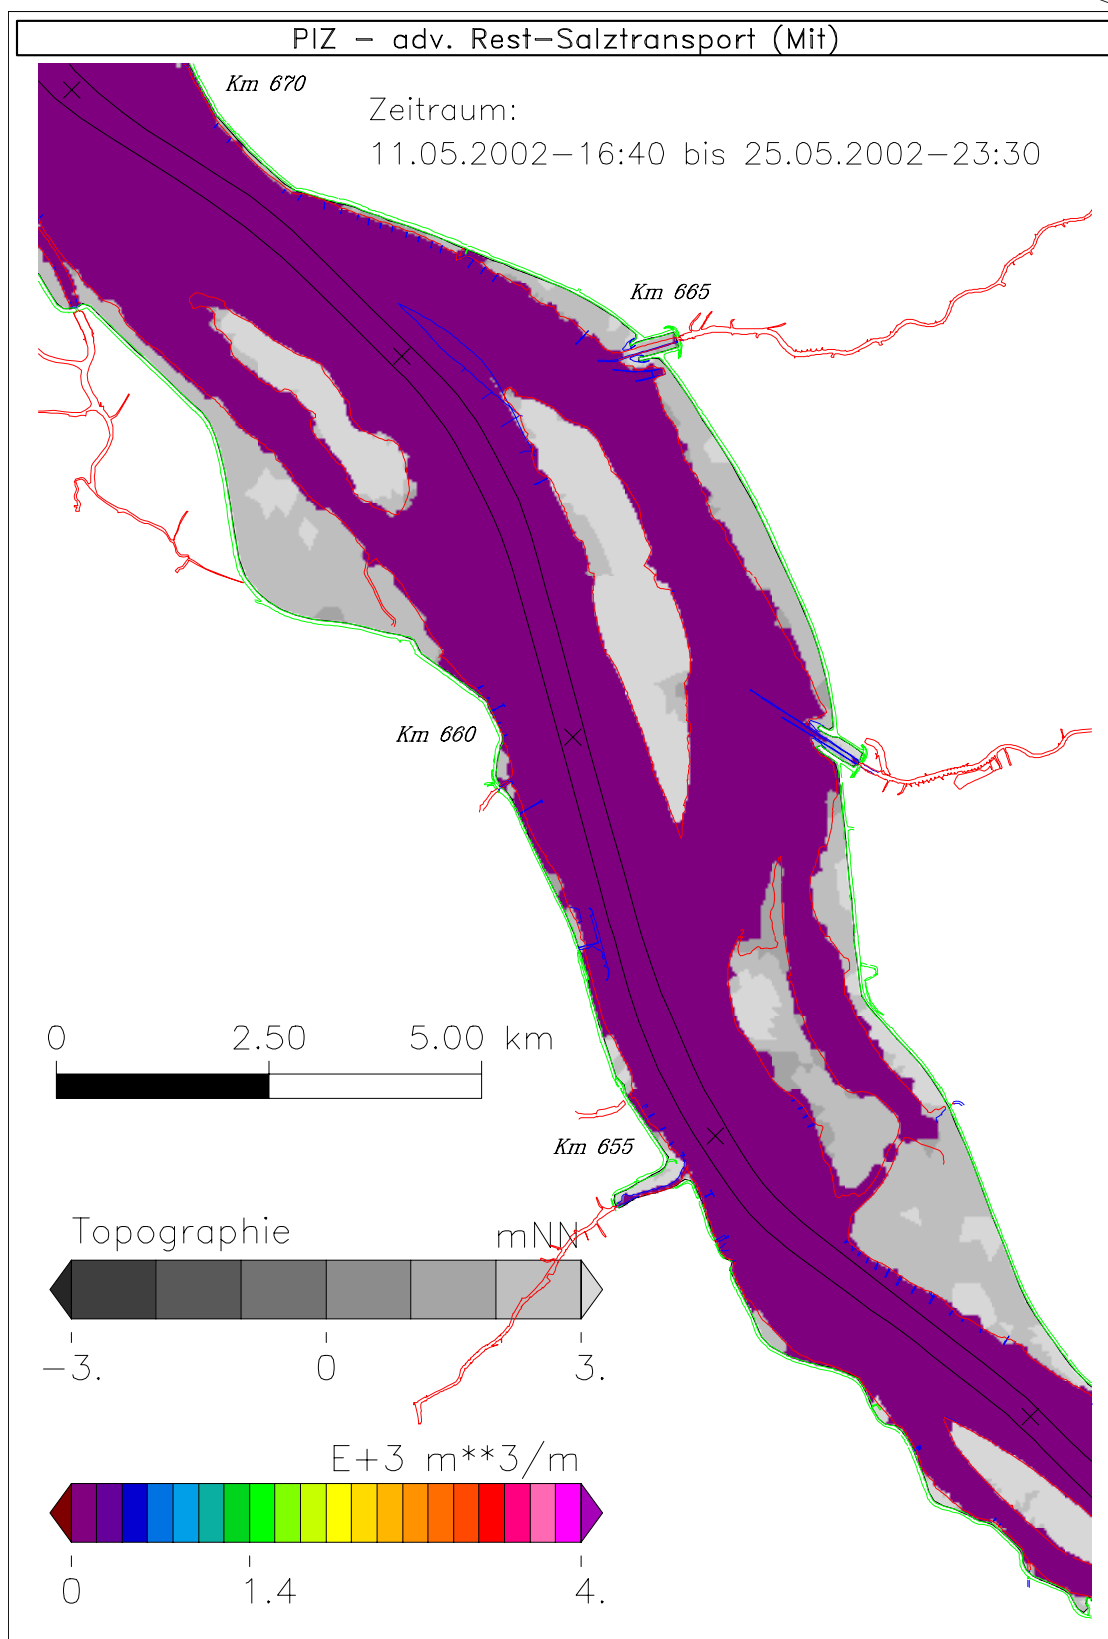 PIZ - adv. Rest-Salztransport (Mit)
Km 670
Zeitraum:
11.05.2002-16:40 bis 25.05.2002-23:30
Km 665
Km 660
0 2.50 5.00 km
Km 655
Topographie mNN
-3. 0 3.
E+3 m**3/m
0 1.4 4.